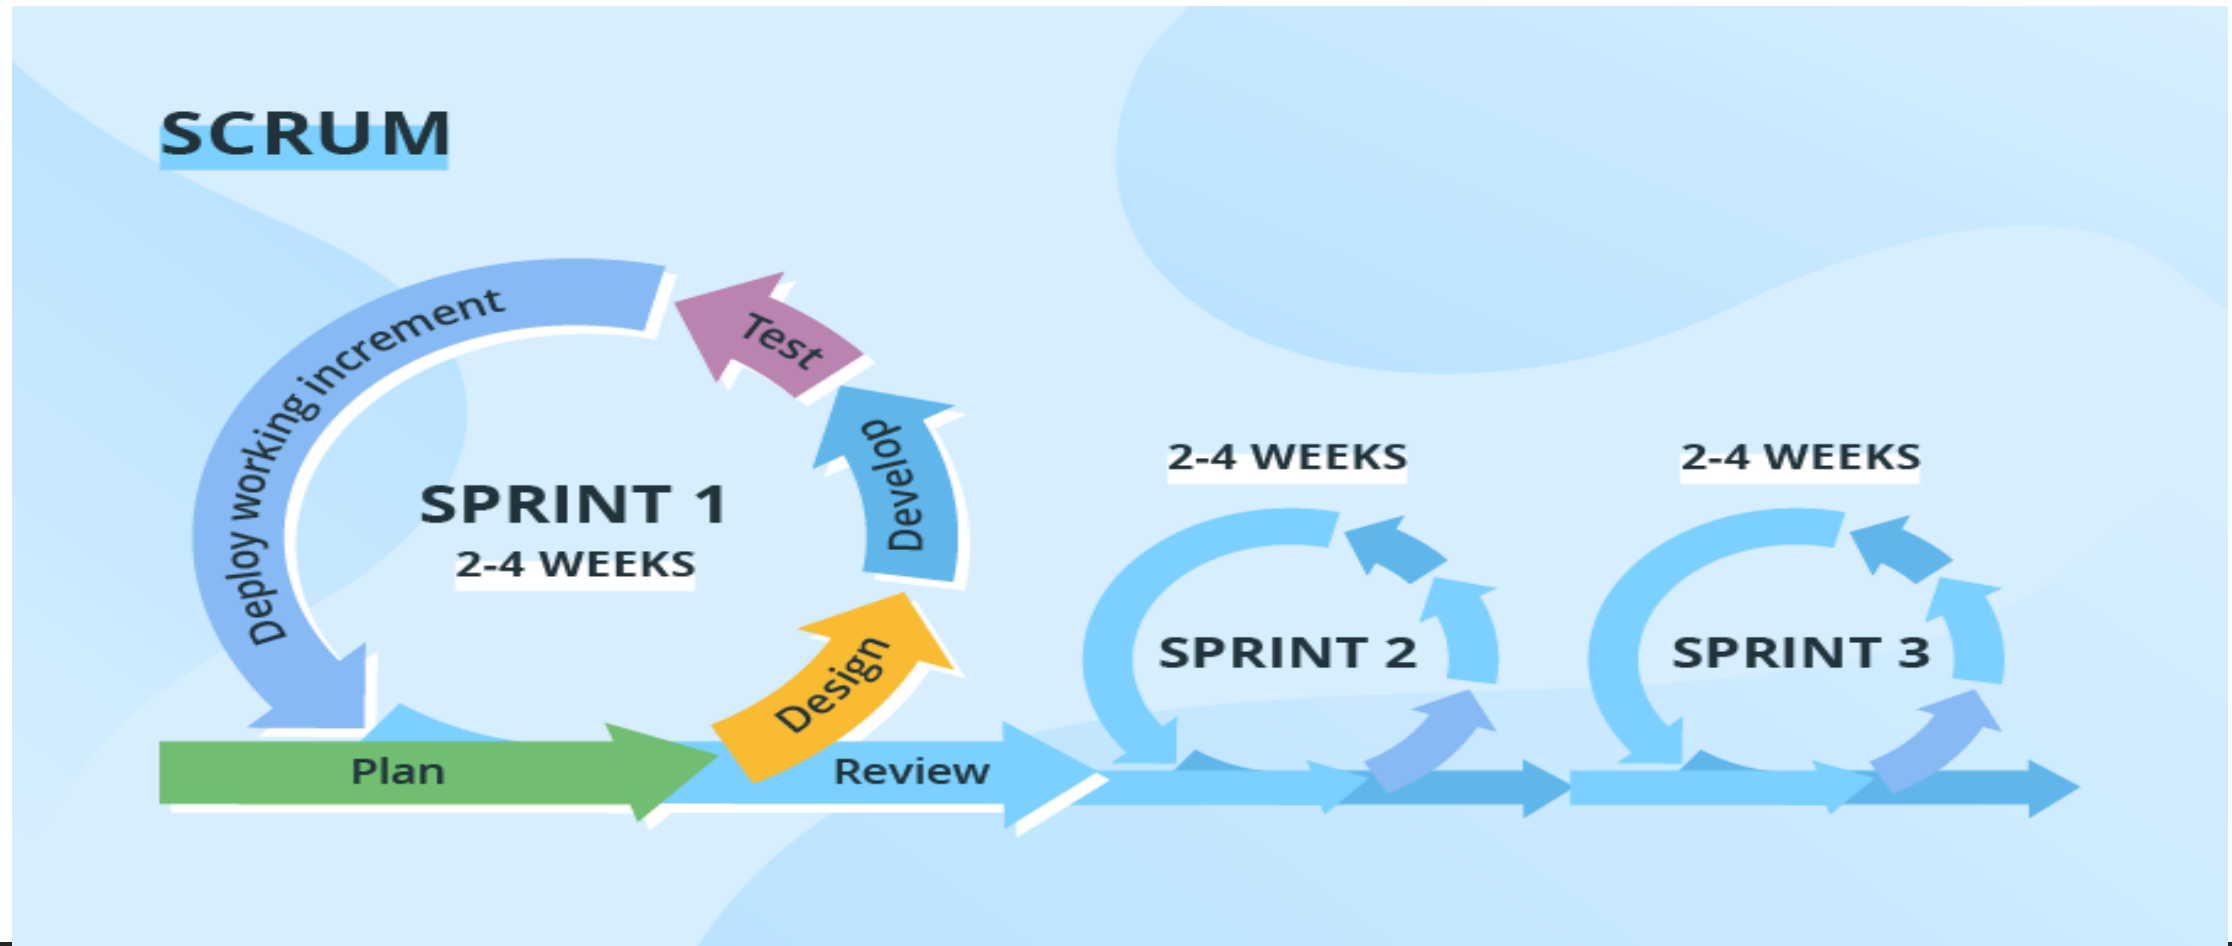 SCRUM
Deploy working increment
Test
Develop
SPRINT 1
2-4 WEEKS
Design
Plan
Review
2-4 WEEKS
SPRINT 2
2-4 WEEKS
SPRINT 3